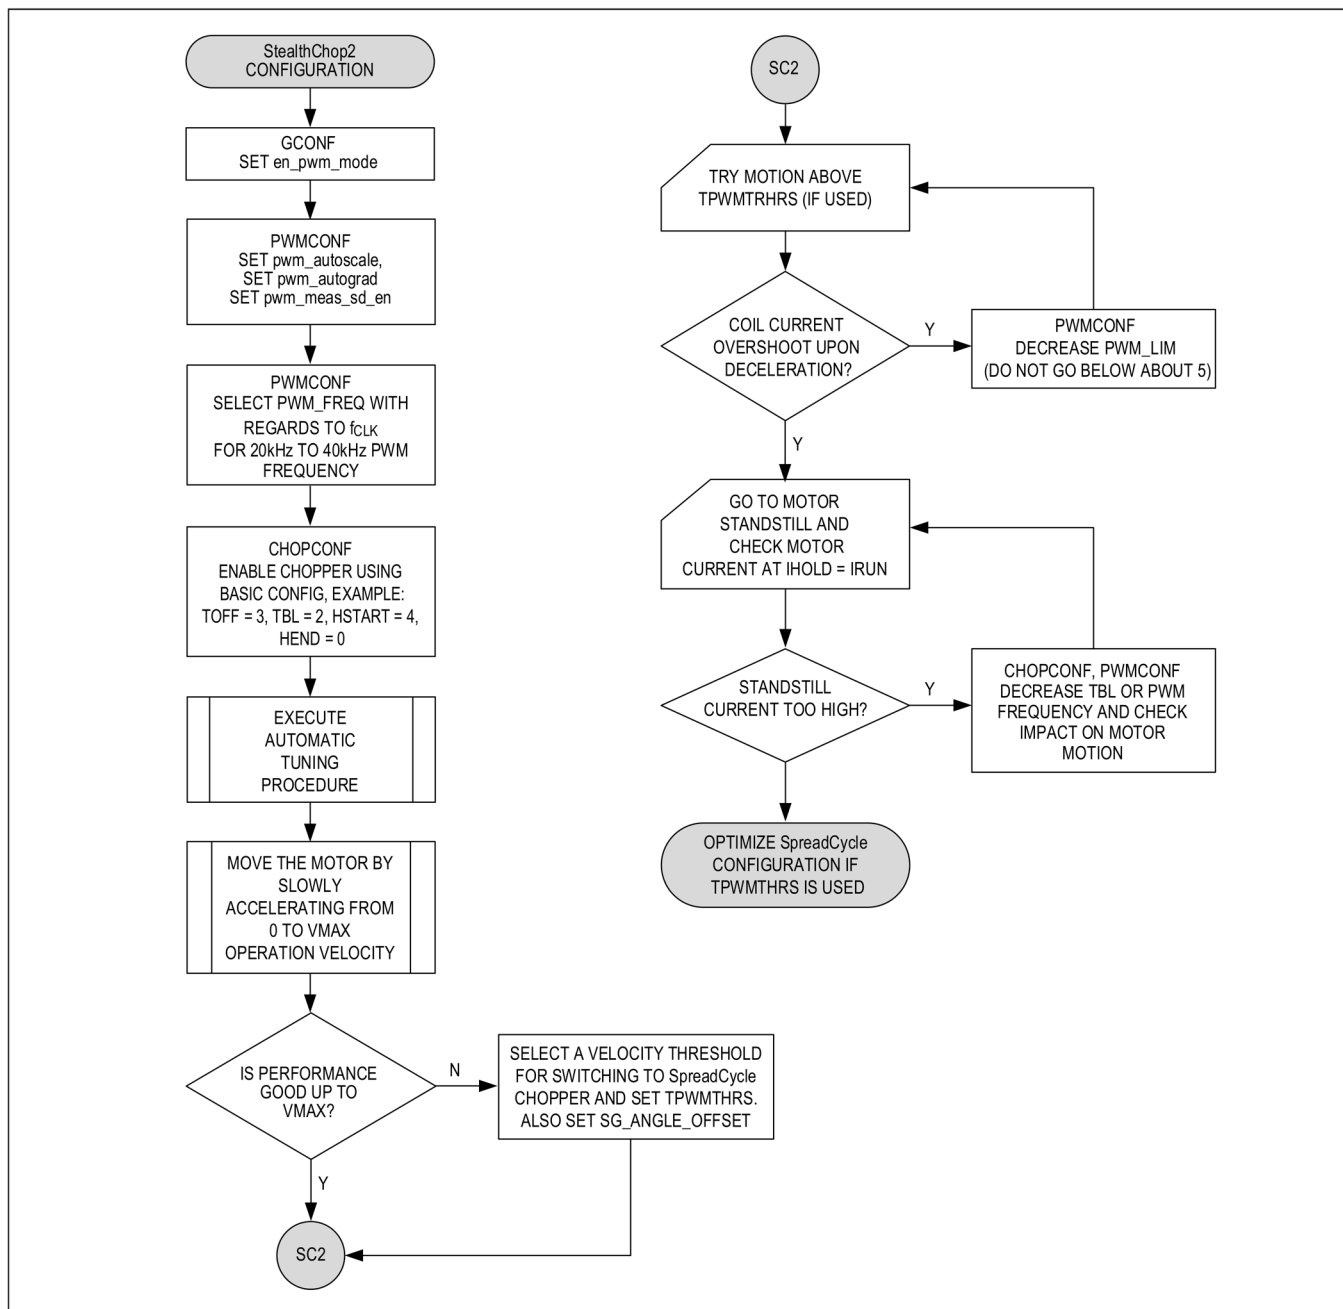 StealthChop2
CONFIGURATION
GCONF
SET en_pwm_mode
PWMCONF
SET pwm_autoscale,
SET pwm_autograd
SET pwm_meas_sd_en
PWMCONF
SELECT PWM_FREQ WITH
REGARDS TO fCLK
FOR 20kHz TO 40kHz PWM
FREQUENCY
CHOPCONF
ENABLE CHOPPER USING
BASIC CONFIG, EXAMPLE:
TOFF = 3, TBL = 2, HSTART = 4,
HEND = 0
EXECUTE
AUTOMATIC
TUNING
PROCEDURE
MOVE THE MOTOR BY
SLOWLY
ACCELERATING FROM
0 TO VMAX
OPERATION VELOCITY
IS PERFORMANCE
GOOD UP TO
VMAX?
N
SELECT A VELOCITY THRESHOLD
FOR SWITCHING TO SpreadCycle
CHOPPER AND SET TPWMTHRS.
ALSO SET SG_ANGLE_OFFSET
Y
SC2
SC2
TRY MOTION ABOVE
TPWMTRHRS (IF USED)
COIL CURRENT
OVERSHOOT UPON
DECELERATION?
Y
PWMCONF
DECREASE PWM_LIM
(DO NOT GO BELOW ABOUT 5)
Y
GO TO MOTOR
STANDSTILL AND
CHECK MOTOR
CURRENT AT IHOLD = IRUN
STANDSTILL
CURRENT TOO HIGH?
Y
CHOPCONF, PWMCONF
DECREASE TBL OR PWM
FREQUENCY AND CHECK
IMPACT ON MOTOR
MOTION
OPTIMIZE SpreadCycle
CONFIGURATION IF
TPWMTHRS IS USED